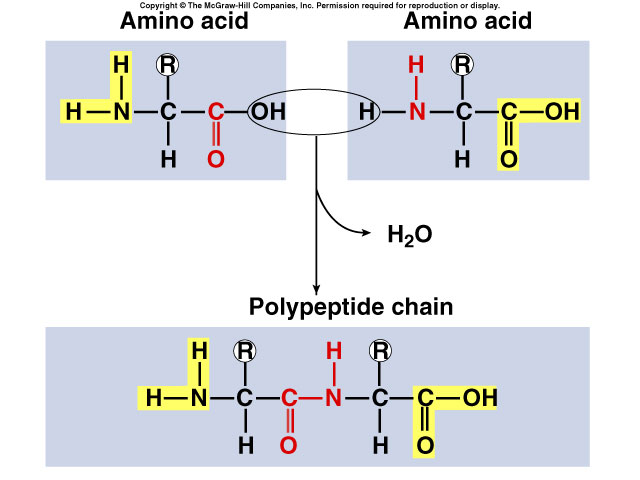 Copyright © The McGraw-Hill Companies, Inc. Permission required for reproduction or display.
Amino acid Amino acid
H R H R
H N C C OH H N C C OH
H O H O
H₂O
Polypeptide chain
H R H R
H N C C N C C OH
H O H O